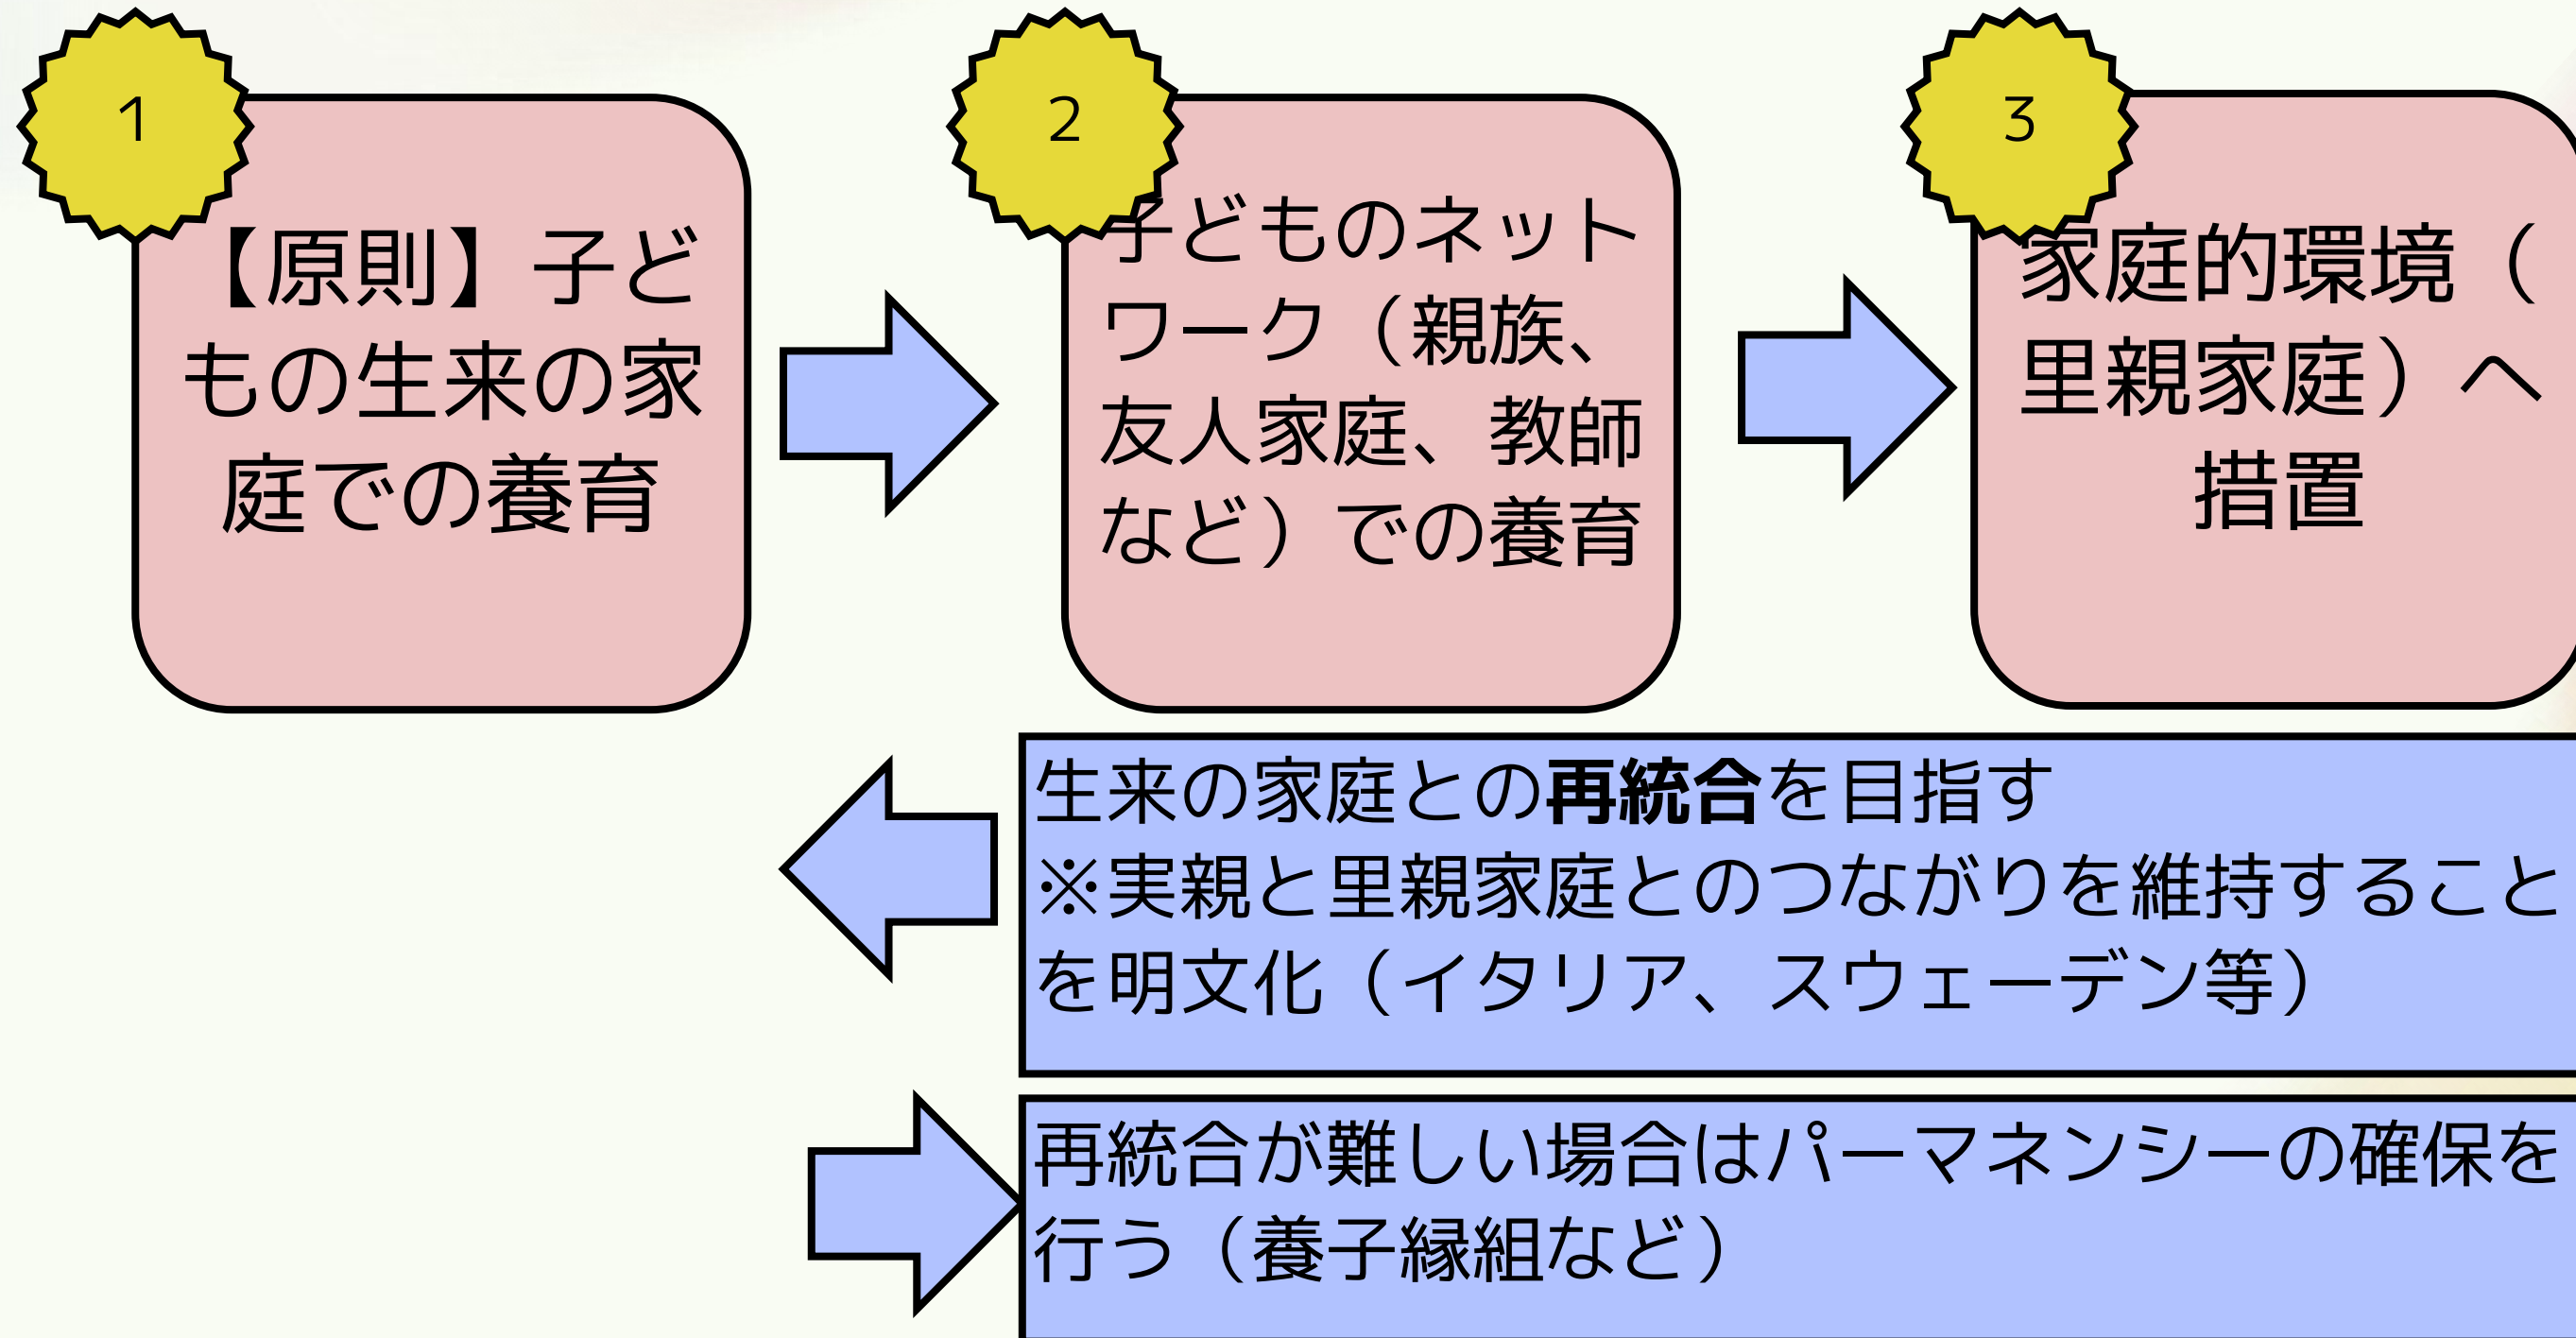 1
【原則】子ど
もの生来の家
庭での養育
2
子どものネット
ワーク（親族、
友人家庭、教師
など）での養育
3
家庭的環境（
里親家庭）へ
措置
生来の家庭との再統合を目指す
※実親と里親家庭とのつながりを維持すること
を明文化（イタリア、スウェーデン等）
再統合が難しい場合はパーマネンシーの確保を
行う（養子縁組など）